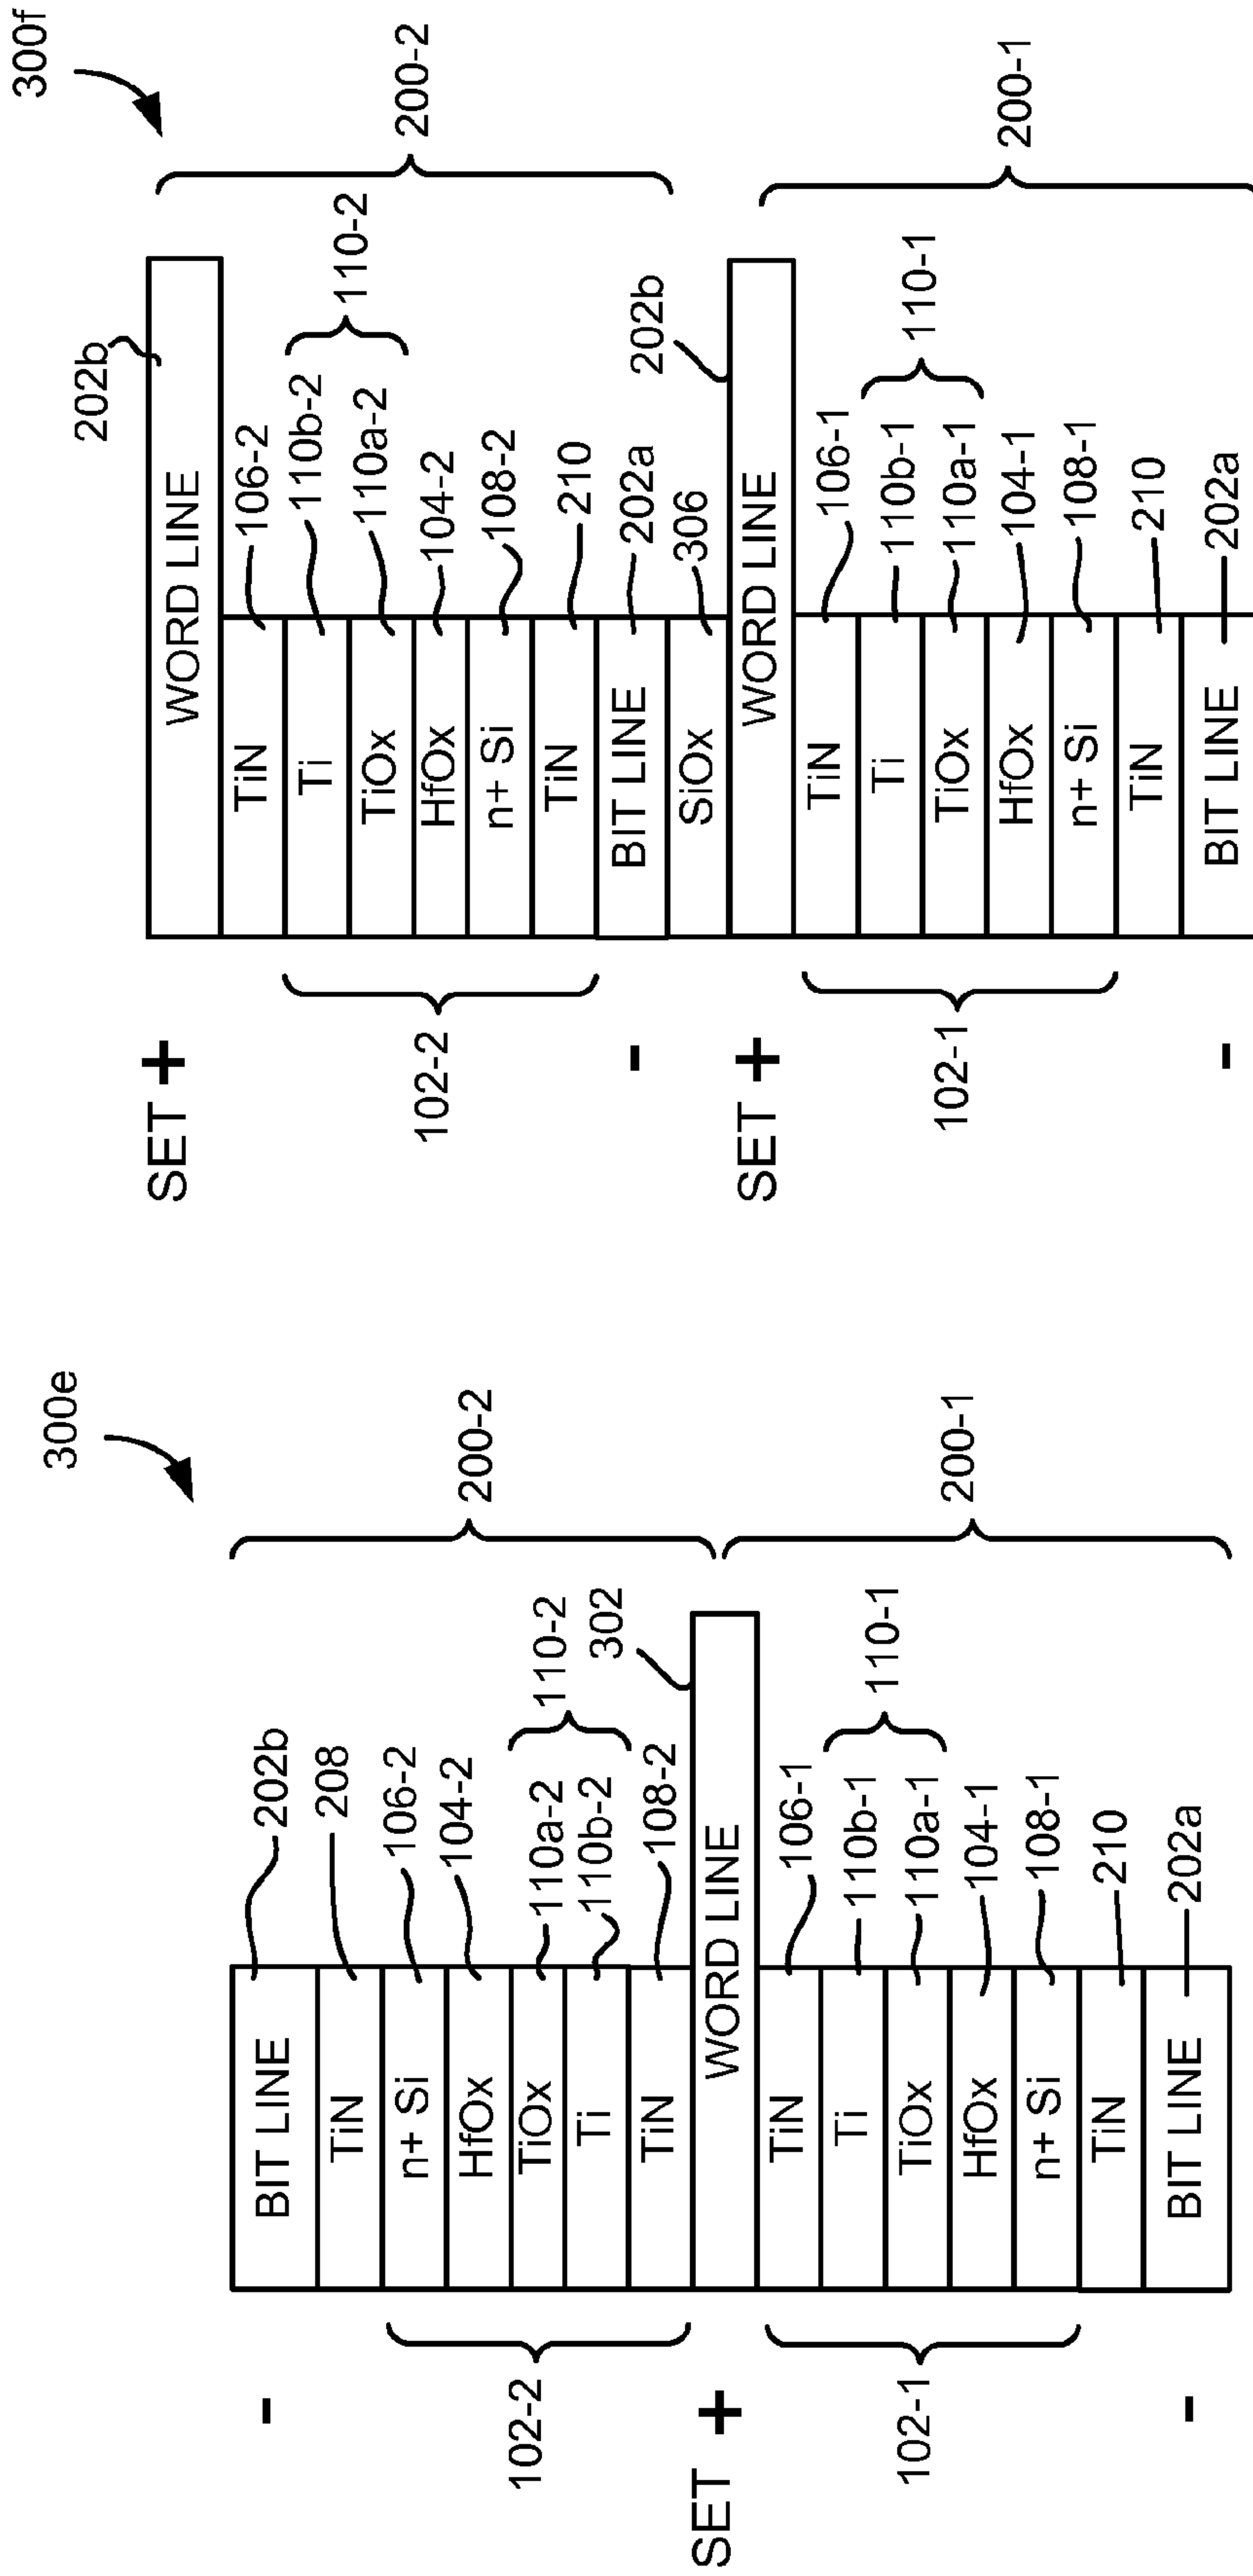 300e
BIT LINE
202b
TiN
208
n+ Si
106-2
HfOx
104-2
TiOx
110a-2
Ti
110b-2
TiN
108-2
110-2
302
WORD LINE
TiN
106-1
Ti
110b-1
TiOx
110a-1
HfOx
104-1
n+ Si
108-1
TiN
210
BIT LINE
202a
110-1
200-2
200-1
-
102-2
SET +
102-1
-
300f
WORD LINE
202b
TiN
106-2
Ti
110b-2
TiOx
110a-2
HfOx
104-2
n+ Si
108-2
TiN
210
BIT LINE
202a
SiOx
306
110-2
202b
WORD LINE
TiN
106-1
Ti
110b-1
TiOx
110a-1
HfOx
104-1
n+ Si
108-1
TiN
210
BIT LINE
202a
110-1
200-2
200-1
SET +
102-2
-
SET +
102-1
-